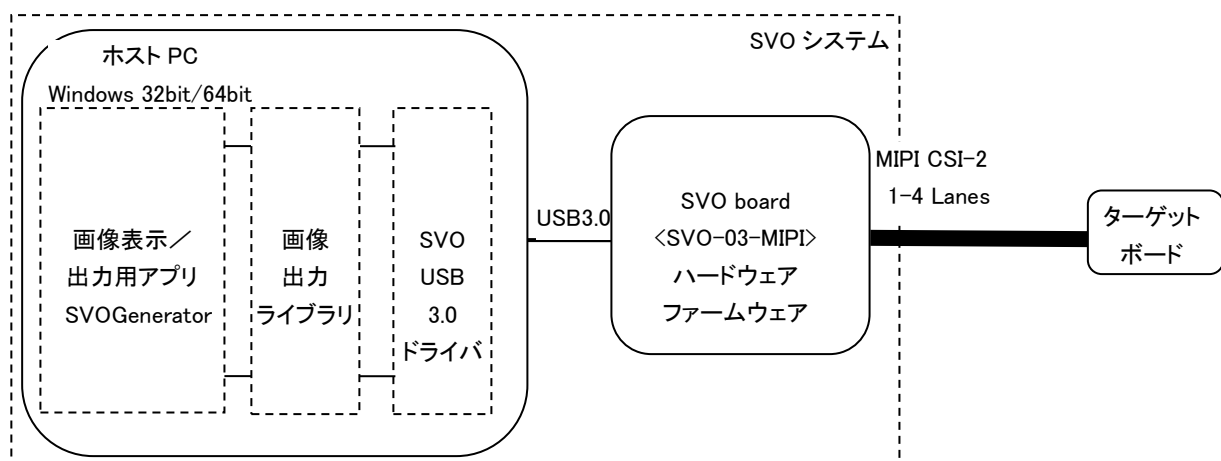 SVO システム
ホスト PC
Windows 32bit/64bit
画像表示／
出力用アプリ
SVOGenerator
画像
出力
ライブラリ
SVO
USB
3.0
ドライバ
USB3.0
SVO board
<SVO-03-MIPI>
ハードウェア
ファームウェア
MIPI CSI-2
1-4 Lanes
ターゲット
ボード